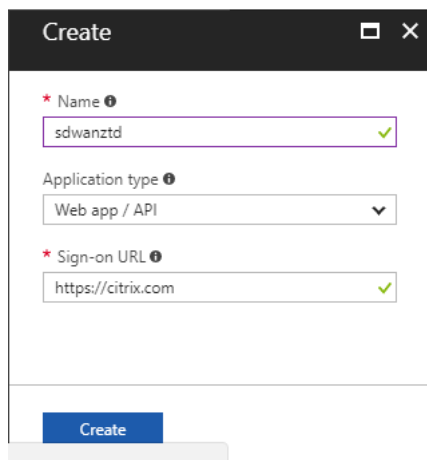 Create
* Name
sdwanztd
Application type
Web app / API
* Sign-on URL
https://citrix.com
Create